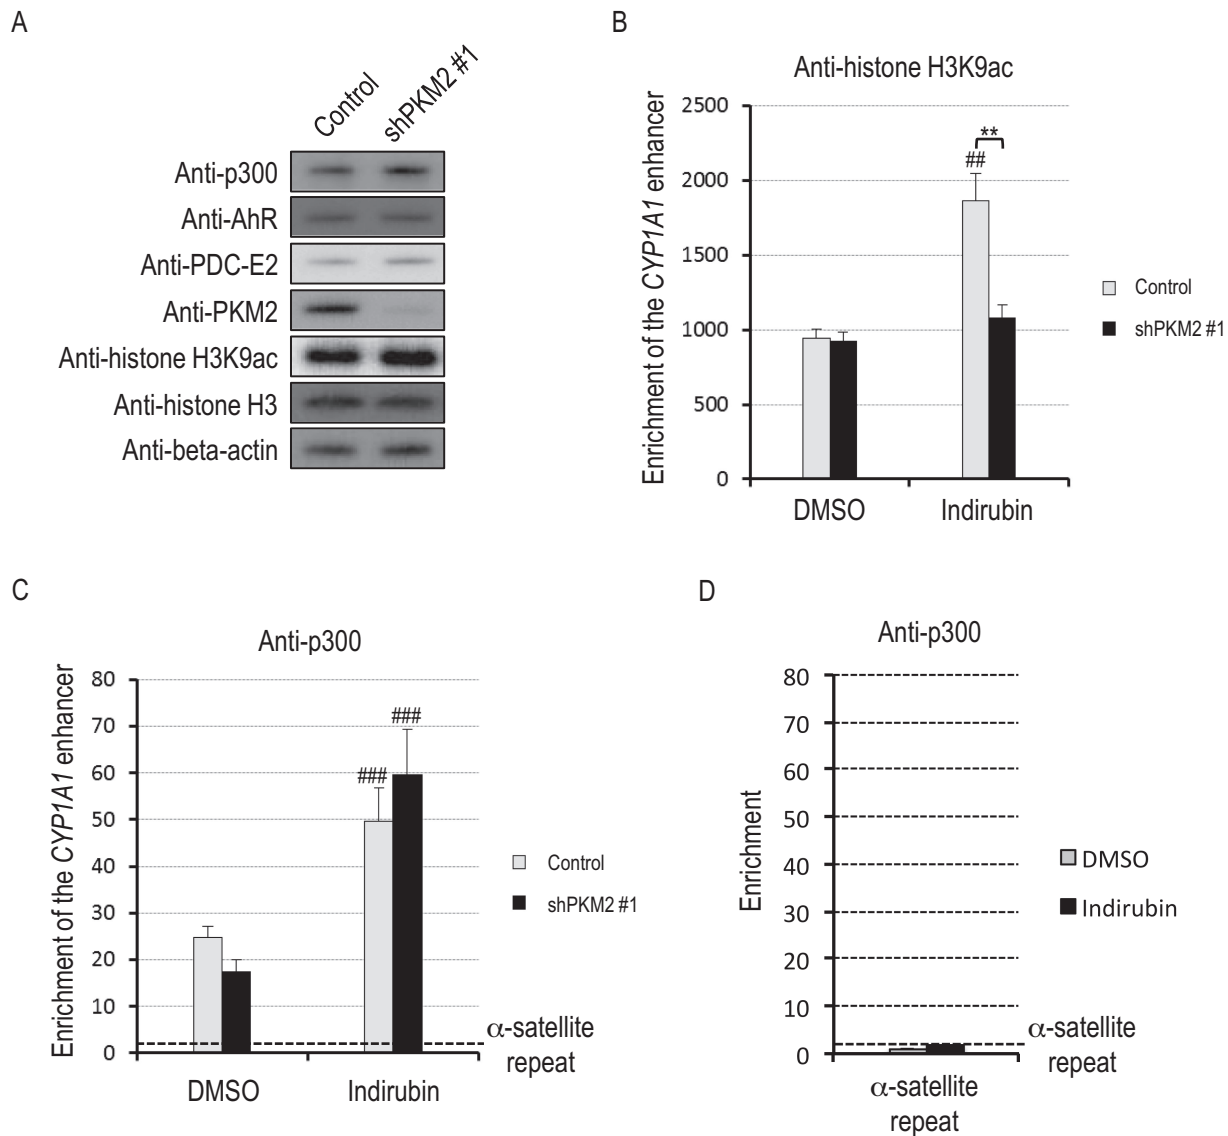 A
Control
shPKM2 #1
Anti-p300
Anti-AhR
Anti-PDC-E2
Anti-PKM2
Anti-histone H3K9ac
Anti-histone H3
Anti-beta-actin
B
Anti-histone H3K9ac
Enrichment of the CYP1A1 enhancer
2500
2000
1500
1000
500
0
**
##
DMSO
Indirubin
Control
shPKM2 #1
C
Anti-p300
Enrichment of the CYP1A1 enhancer
80
70
60
50
40
30
20
10
0
###
###
DMSO
Indirubin
Control
shPKM2 #1
α-satellite
repeat
D
Anti-p300
Enrichment
80
70
60
50
40
30
20
10
0
DMSO
Indirubin
α-satellite
repeat
α-satellite
repeat